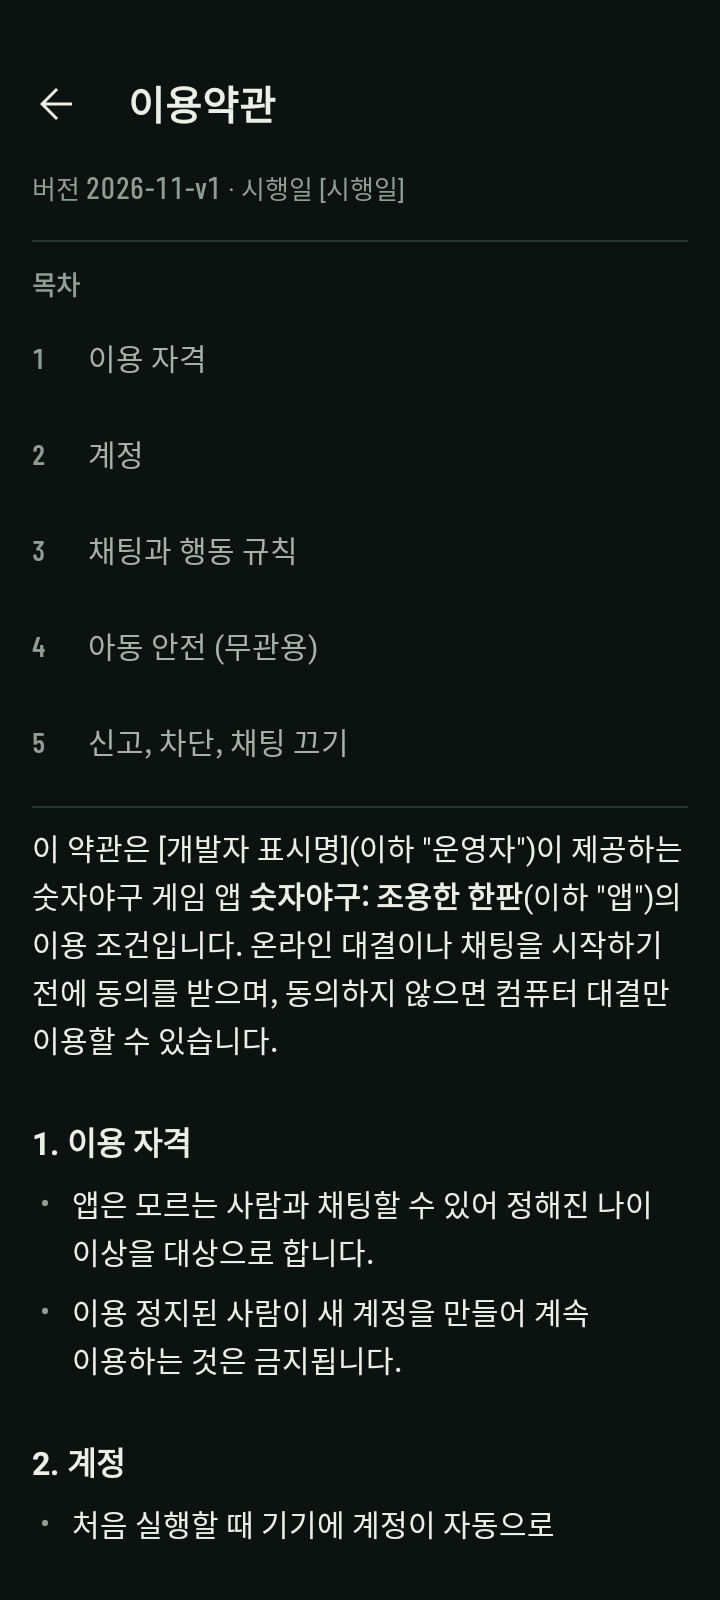 이용약관
버전 2026-11-v1 · 시행일 [시행일]
목차
1 이용 자격
2 계정
3 채팅과 행동 규칙
4 아동 안전 (무관용)
5 신고, 차단, 채팅 끄기
이 약관은 [개발자 표시명](이하 "운영자")이 제공하는
숫자야구 게임 앱 숫자야구: 조용한 한판(이하 "앱")의
이용 조건입니다. 온라인 대결이나 채팅을 시작하기
전에 동의를 받으며, 동의하지 않으면 컴퓨터 대결만
이용할 수 있습니다.
1. 이용 자격
• 앱은 모르는 사람과 채팅할 수 있어 정해진 나이
이상을 대상으로 합니다.
• 이용 정지된 사람이 새 계정을 만들어 계속
이용하는 것은 금지됩니다.
2. 계정
• 처음 실행할 때 기기에 계정이 자동으로